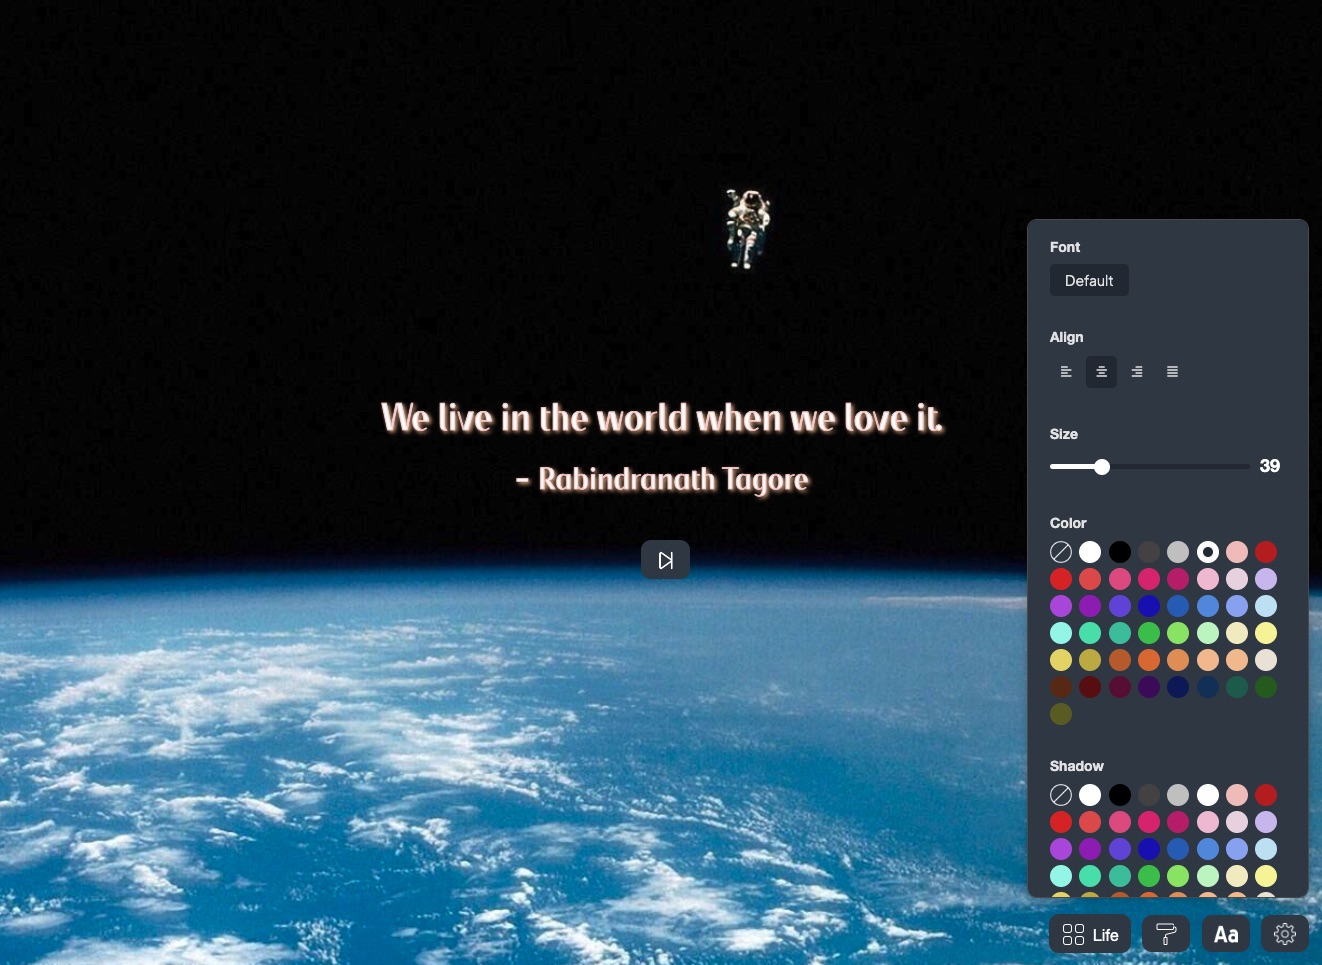 We live in the world when we love it.
- Rabindranath Tagore
Font
Default
Align
Size
39
Color
Shadow
Life
Aa